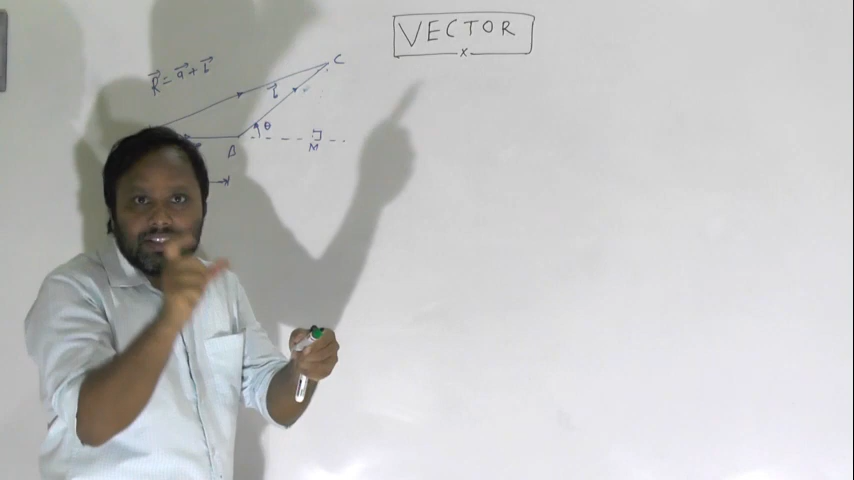 VECTOR
x
R⃗ = a⃗ + b⃗
C
b⃗
θ
B
M